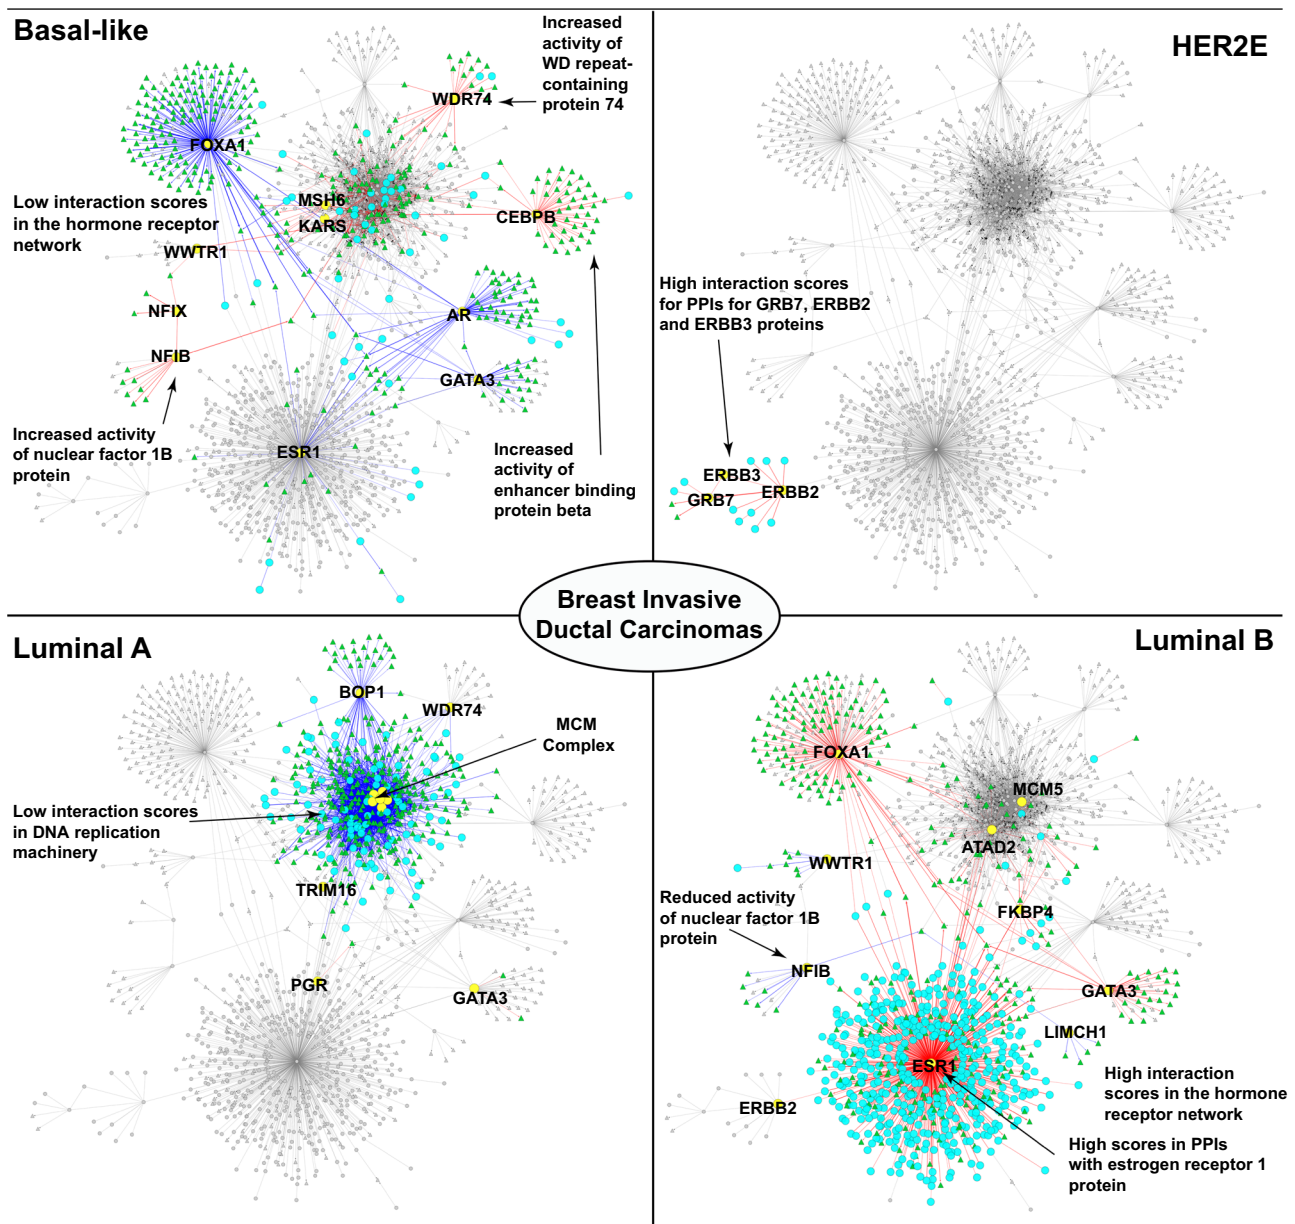 Basal-like
Increased
activity of
WD repeat-
containing
protein 74
WDR74
FOXA1
MSH6
KARS
CEBPB
Low interaction scores
in the hormone receptor
network
WWTR1
NFIX
AR
NFIB
GATA3
Increased activity
of nuclear factor 1B
protein
ESR1
Increased
activity of
enhancer binding
protein beta
HER2E
High interaction scores
for PPIs for GRB7, ERBB2
and ERBB3 proteins
ERBB3
GRB7
ERBB2
Breast Invasive
Ductal Carcinomas
Luminal A
BOP1
WDR74
MCM
Complex
Low interaction scores
in DNA replication
machinery
TRIM16
PGR
GATA3
Luminal B
FOXA1
MCM5
ATAD2
WWTR1
Reduced activity
of nuclear factor 1B
protein
FKBP4
NFIB
GATA3
LIMCH1
ESR1
ERBB2
High interaction
scores in the hormone
receptor network
High scores in PPIs
with estrogen receptor 1
protein